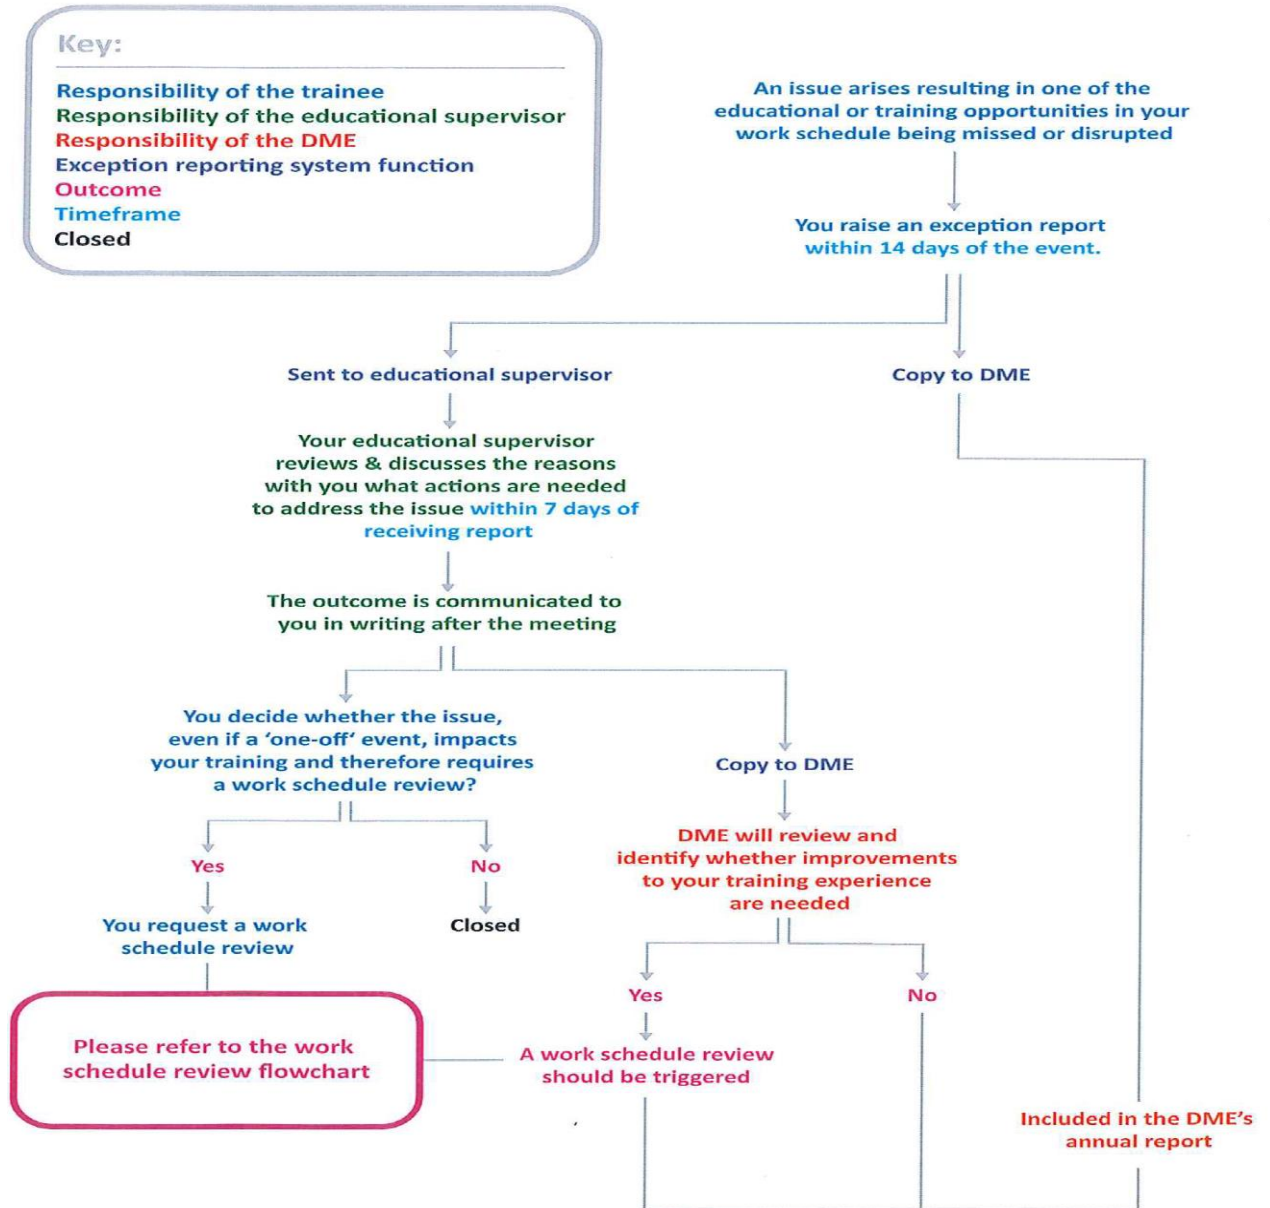 Key:
Responsibility of the trainee
Responsibility of the educational supervisor
Responsibility of the DME
Exception reporting system function
Outcome
Timeframe
Closed
An issue arises resulting in one of the
educational or training opportunities in your
work schedule being missed or disrupted
You raise an exception report
within 14 days of the event.
Sent to educational supervisor
Copy to DME
Your educational supervisor
reviews & discusses the reasons
with you what actions are needed
to address the issue within 7 days of
receiving report
The outcome is communicated to
you in writing after the meeting
You decide whether the issue,
even if a ‘one-off‘ event, impacts
your training and therefore requires
a work schedule review?
Copy to DME
DME will review and
identify whether improvements
to your training experience
are needed
Yes
No
You request a work
schedule review
Closed
Yes
No
Please refer to the work
schedule review flowchart
A work schedule review
should be triggered
Included in the DME’s
annual report